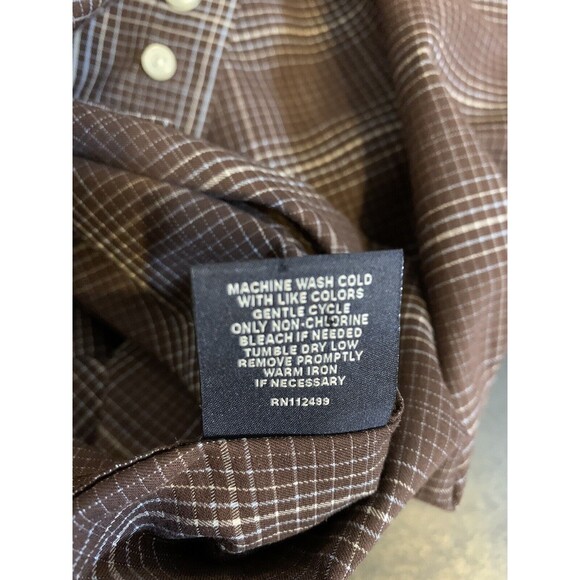 MACHINE WASH COLD
WITH LIKE COLORS
GENTLE CYCLE
ONLY NON-CHLORINE
BLEACH IF NEEDED
TUMBLE DRY LOW
REMOVE PROMPTLY
WARM IRON
IF NECESSARY
RN112499